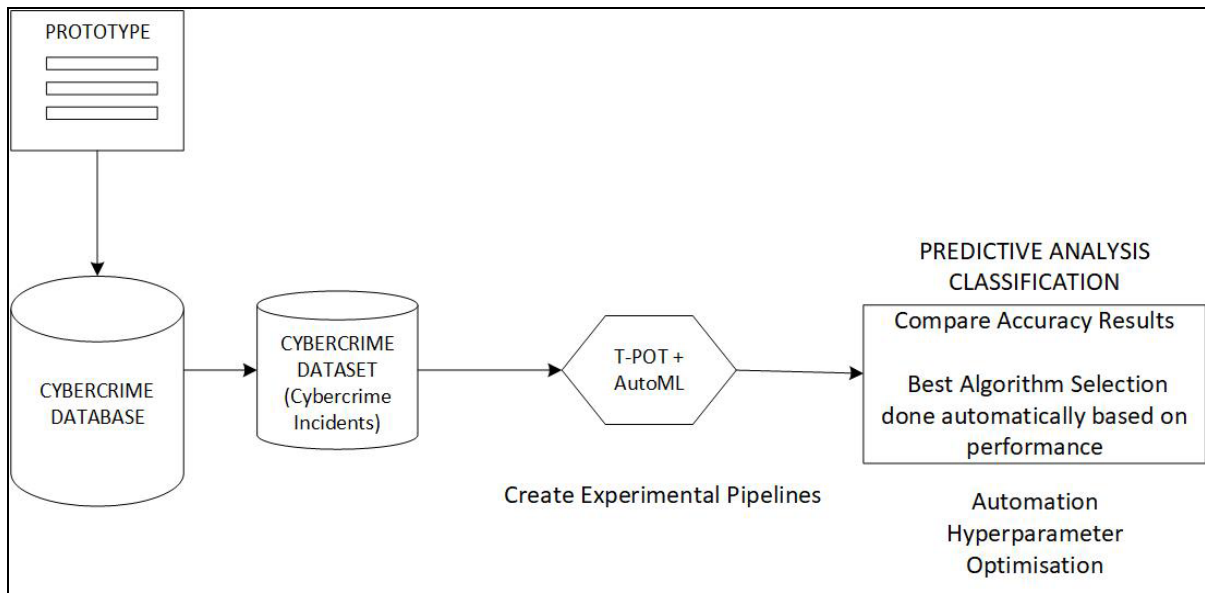 PROTOTYPE
CYBERCRIME
DATABASE
CYBERCRIME
DATASET
(Cybercrime
Incidents)
T-POT +
AutoML
Create Experimental Pipelines
PREDICTIVE ANALYSIS
CLASSIFICATION
Compare Accuracy Results
Best Algorithm Selection
done automatically based on
performance
Automation
Hyperparameter
Optimisation